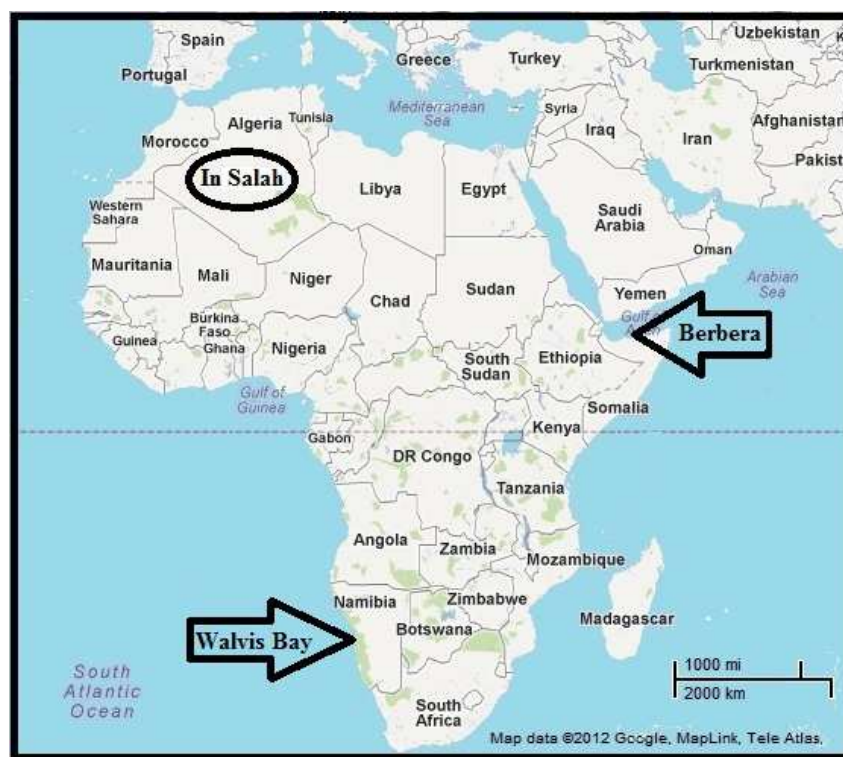 Spain
Portugal
Greece
Turkey
Uzbekistan
Turkmenistan
Mediterranean
Sea
Syria
Iraq
Iran
Afghanistan
Pakist
Morocco
Algeria
Tunisia
In Salah
Libya
Egypt
Western
Sahara
Saudi
Arabia
Oman
Mauritania
Mali
Niger
Chad
Sudan
Yemen
Arabian
Sea
Gulf of
Berbera
Burkina
Faso
Guinea
Ghana
Nigeria
South
Sudan
Ethiopia
Gulf of
Guinea
Somalia
Gabon
DR Congo
Kenya
Tanzania
Angola
Zambia
Mozambique
Namibia
Zimbabwe
Botswana
Madagascar
Walvis Bay
South
Atlantic
Ocean
South
Africa
1000 mi
2000 km
Map data ©2012 Google, MapLink, Tele Atlas,